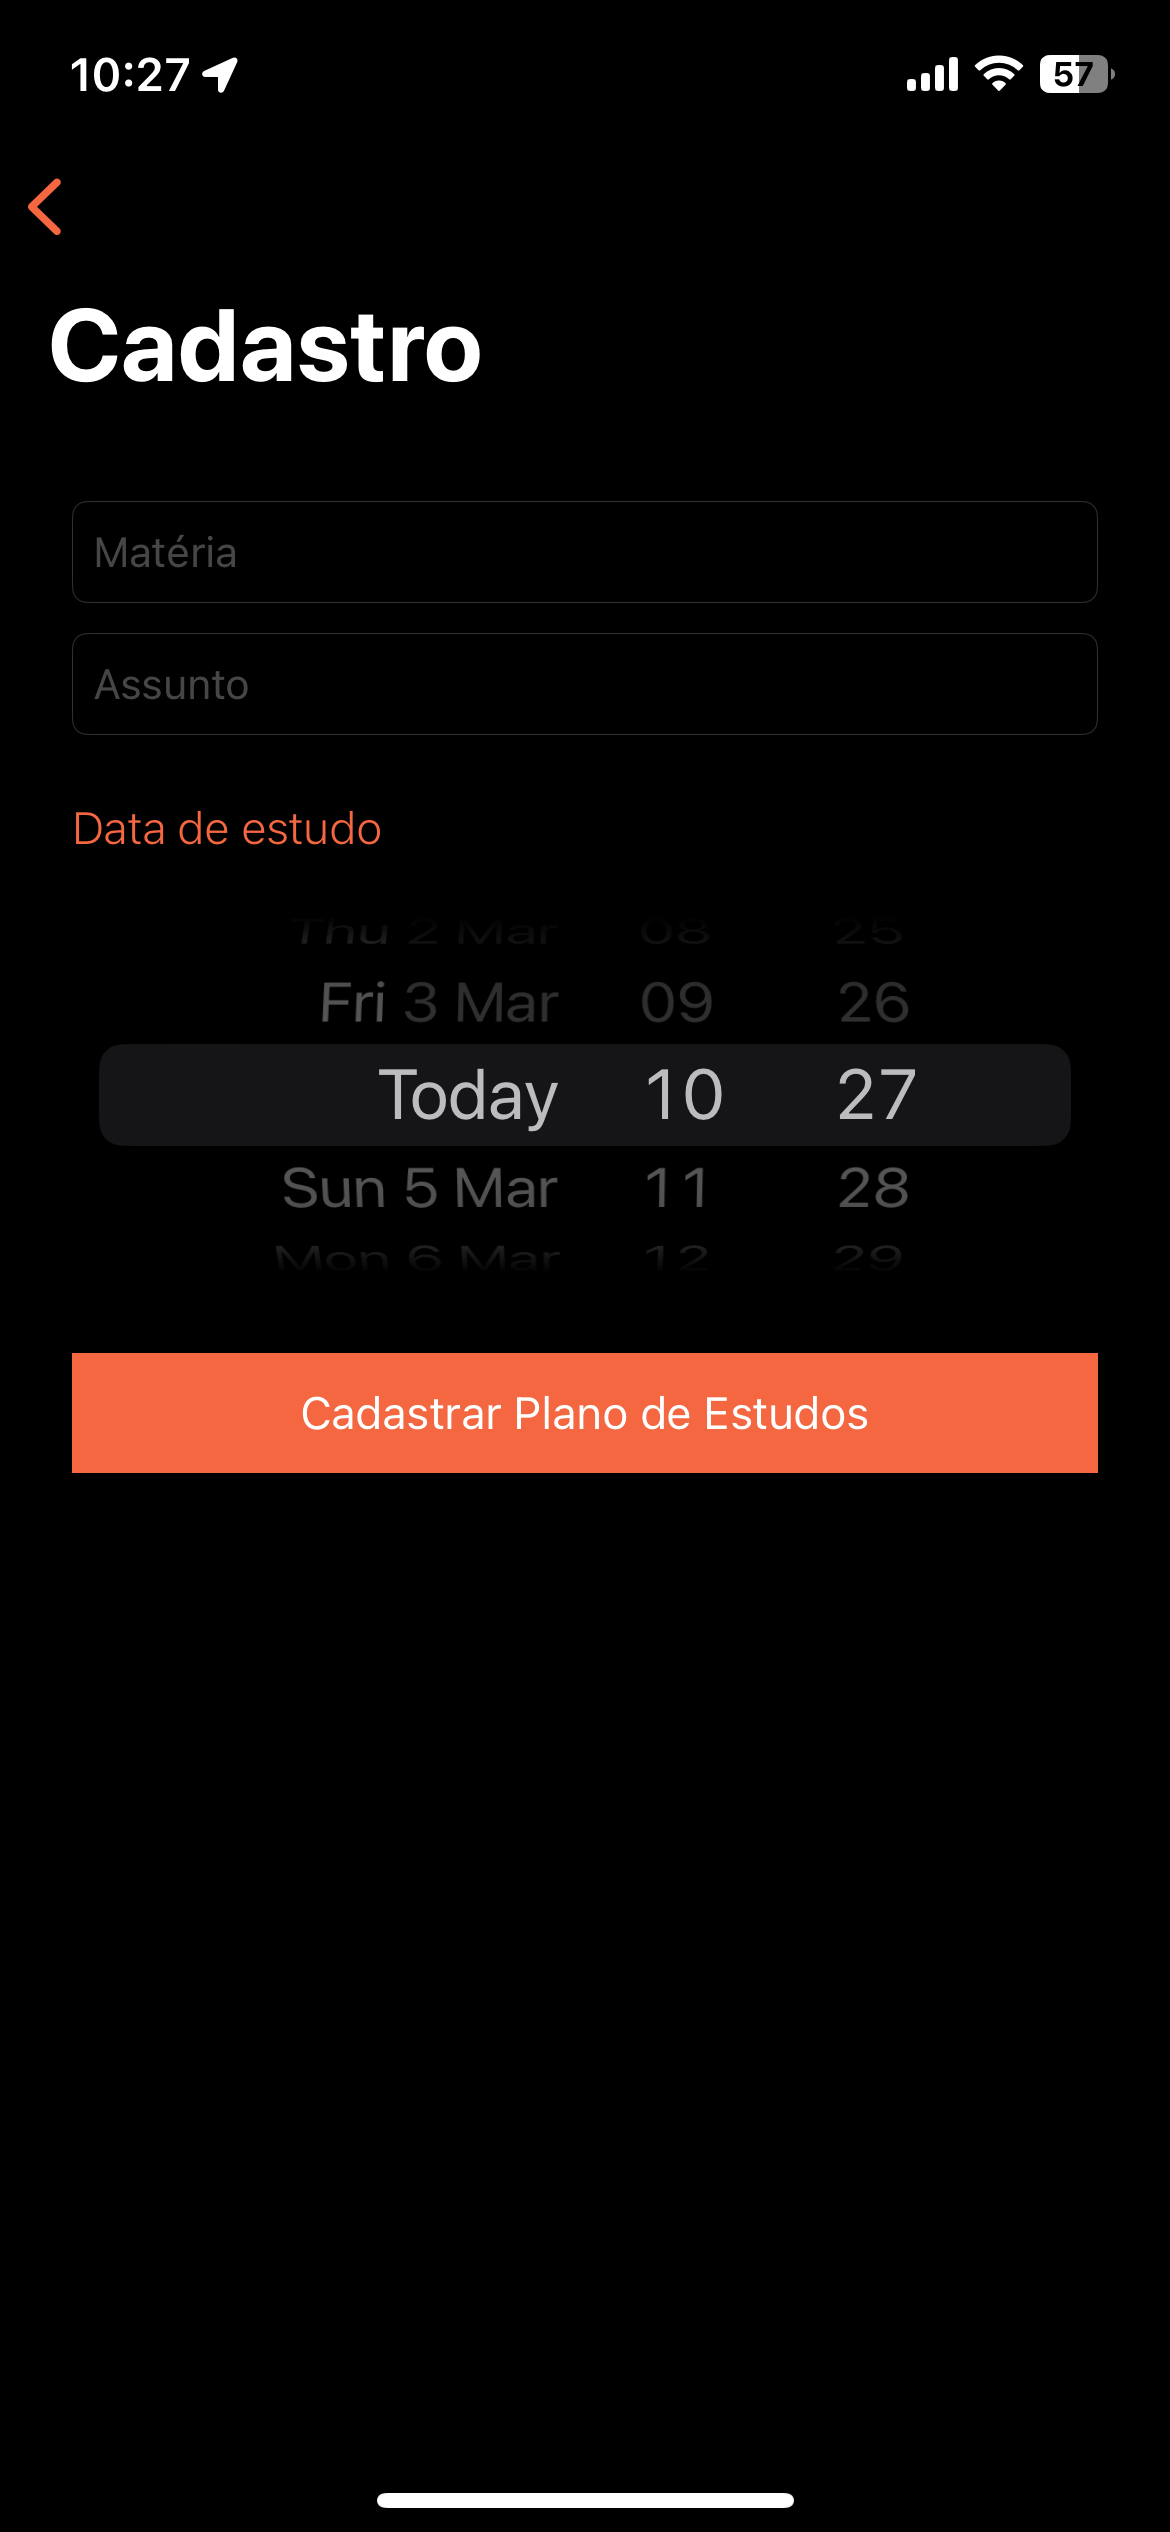 10:27
57
Cadastro
Matéria
Assunto
Data de estudo
Thu 2 Mar 08 25
Fri 3 Mar 09 26
Today 10 27
Sun 5 Mar 11 28
Mon 6 Mar 12 29
Cadastrar Plano de Estudos